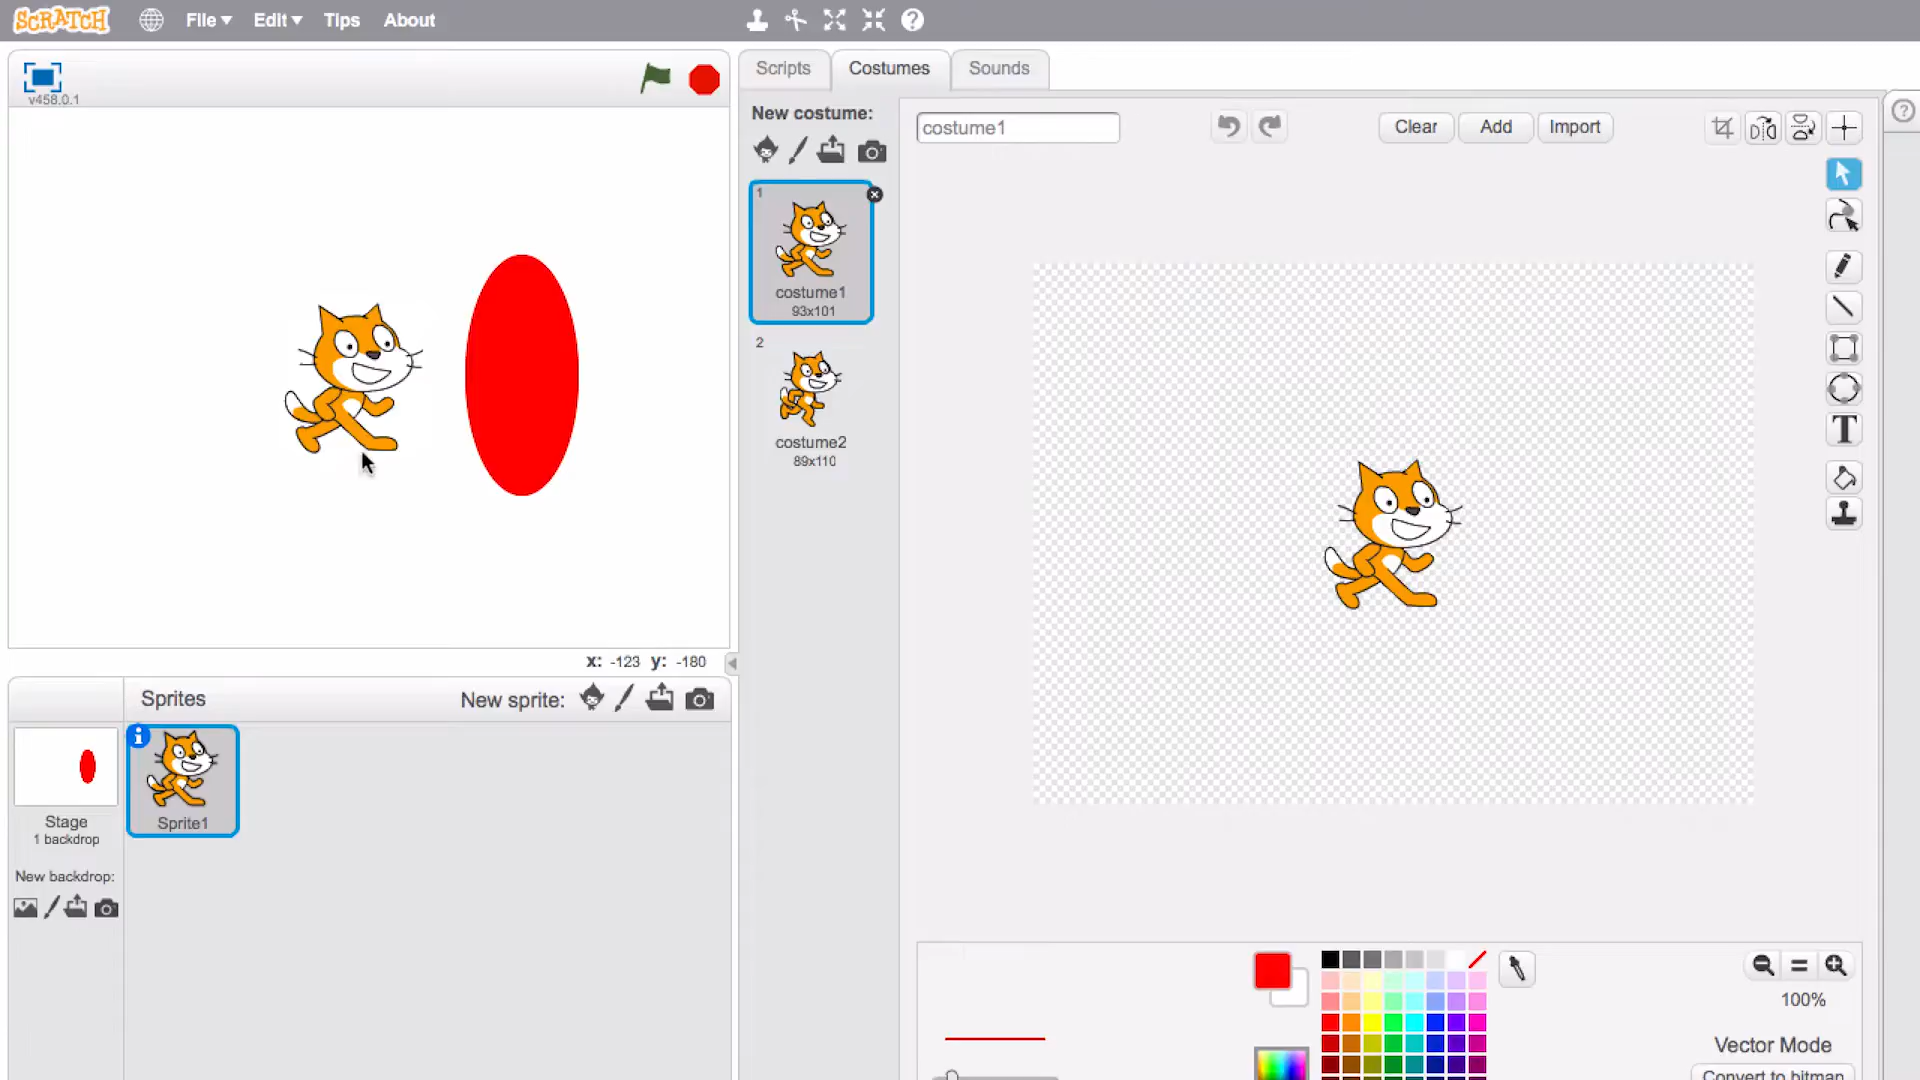 SCRATCH File Edit Tips About
v458.0.1
Scripts Costumes Sounds
New costume:
costume1
Clear Add Import
1
costume1
93x101
2
costume2
89x110
T
x: -123 y: -180
Sprites New sprite:
Sprite1
Stage
1 backdrop
New backdrop:
100%
Vector Mode
Convert to bitmap